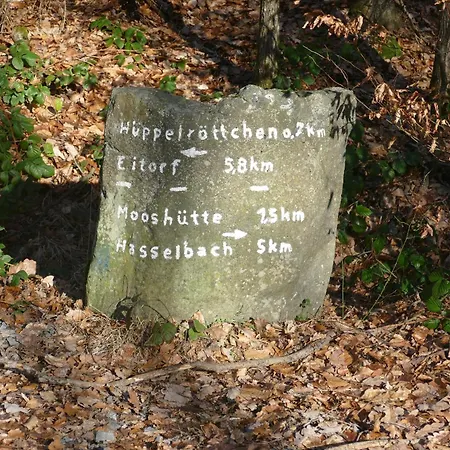 Hüppelröttchen 0,7km
←
Eitorf 5,8km
— — —
Mooshütte 2,5km
→
Hasselbach 5km